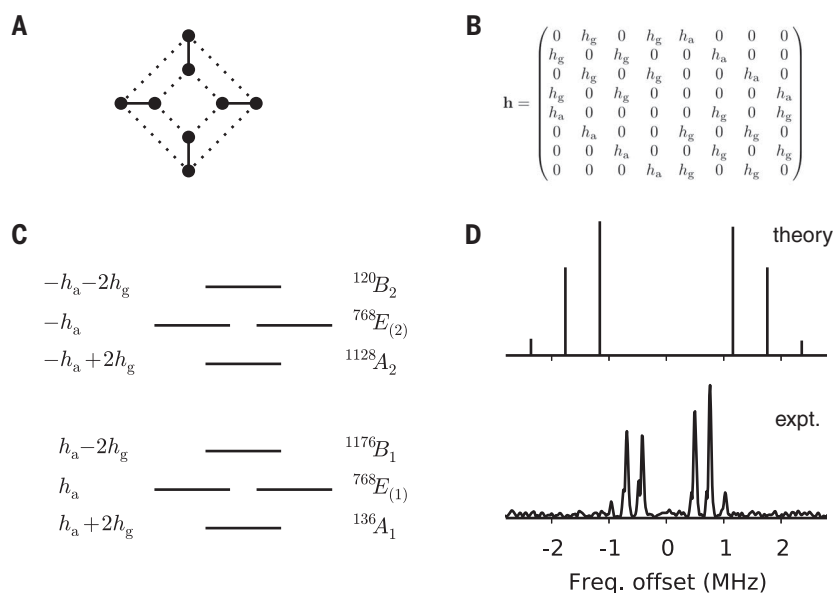 A
B
h =
0 h_g 0 h_g h_a 0 0 0
h_g 0 h_g 0 0 h_a 0 0
0 h_g 0 h_g 0 0 h_a 0
h_g 0 h_g 0 0 0 0 h_a
h_a 0 0 0 0 h_g 0 h_g
0 h_a 0 0 h_g 0 h_g 0
0 0 h_a 0 0 h_g 0 h_g
0 0 0 h_a h_g 0 h_g 0
C
−h_a−2h_g ^120B_2
−h_a ^768E_(2)
−h_a+2h_g ^1128A_2
h_a−2h_g ^1176B_1
h_a ^768E_(1)
h_a+2h_g ^136A_1
D
theory
expt.
-2 -1 0 1 2
Freq. offset (MHz)